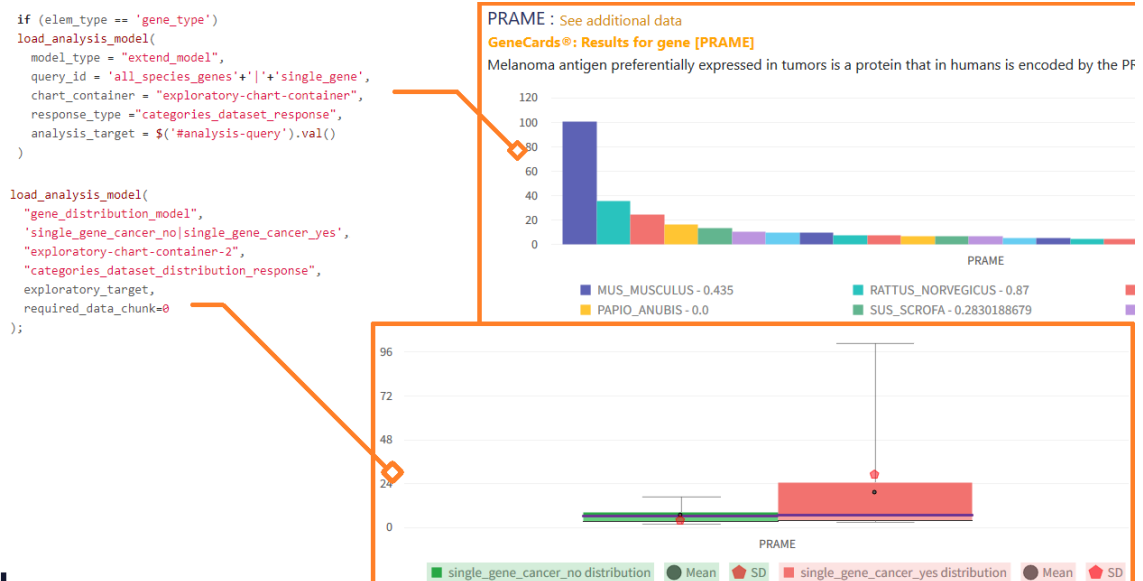 if (elem_type == 'gene_type')
load_analysis_model(
model_type = "extend_model",
query_id = 'all_species_genes'+'|'+'single_gene',
chart_container = "exploratory-chart-container",
response_type ="categories_dataset_response",
analysis_target = $('#analysis-query').val()
)
load_analysis_model(
"gene_distribution_model",
'single_gene_cancer_no|single_gene_cancer_yes',
"exploratory-chart-container-2",
"categories_dataset_distribution_response",
exploratory_target,
required_data_chunk=0
);
PRAME : See additional data
GeneCards®: Results for gene [PRAME]
Melanoma antigen preferentially expressed in tumors is a protein that in humans is encoded by the PR
120
100
80
60
40
20
0
PRAME
MUS_MUSCULUS - 0.435 RATTUS_NORVEGICUS - 0.87
PAPIO_ANUBIS - 0.0 SUS_SCROFA - 0.2830188679
96
72
48
24
0
PRAME
single_gene_cancer_no distribution Mean SD single_gene_cancer_yes distribution Mean SD